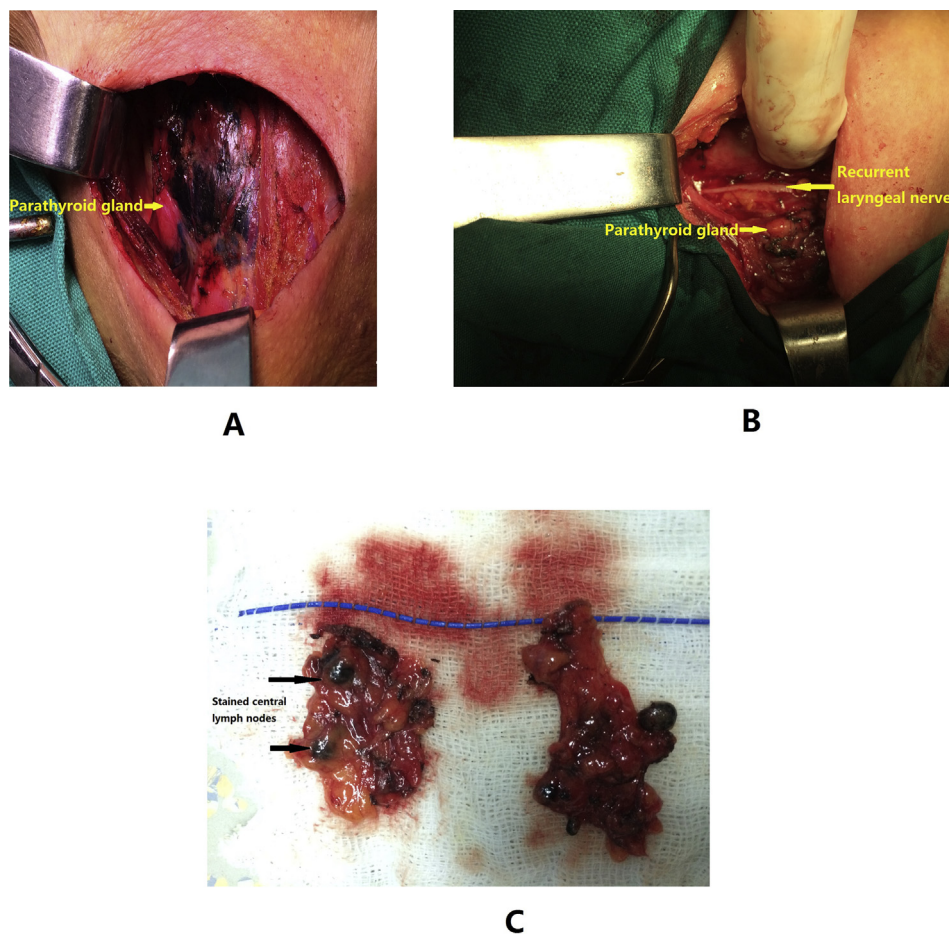 Parathyroid gland
A
Recurrent
laryngeal nerve
Parathyroid gland
B
Stained central
lymph nodes
C